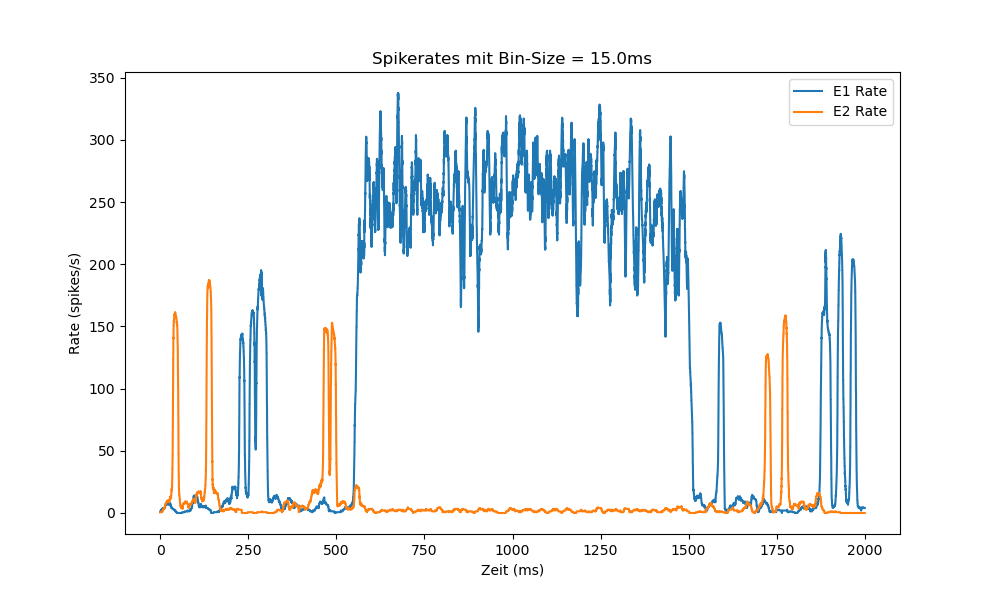 Spikerates mit Bin-Size = 15.0ms
E1 Rate
E2 Rate
350
300
250
200
150
100
50
0
Rate (spikes/s)
0 250 500 750 1000 1250 1500 1750 2000
Zeit (ms)